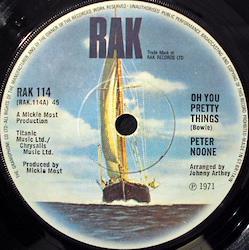 RAK
Trade Mark of
RAK RECORDS LTD
RAK 114
(RAK.114A) 45
A Mickie Most
Production
Titanic
Music Ltd./
Chrysalis
Music Ltd.
Produced by
Mickie Most
OH YOU
PRETTY
THINGS
(Bowie)
PETER
NOONE
Arranged by
Johnny Arthey
℗ 1971